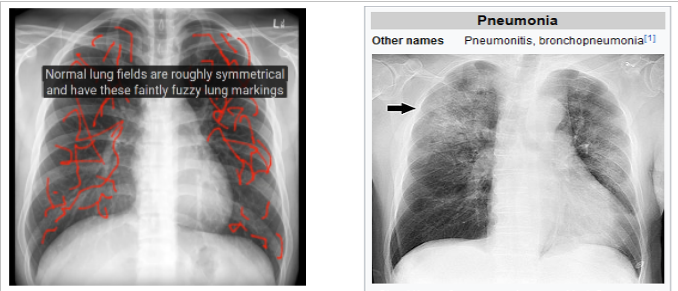 Normal lung fields are roughly symmetrical
and have these faintly fuzzy lung markings
Pneumonia
Other names Pneumonitis, bronchopneumonia[1]